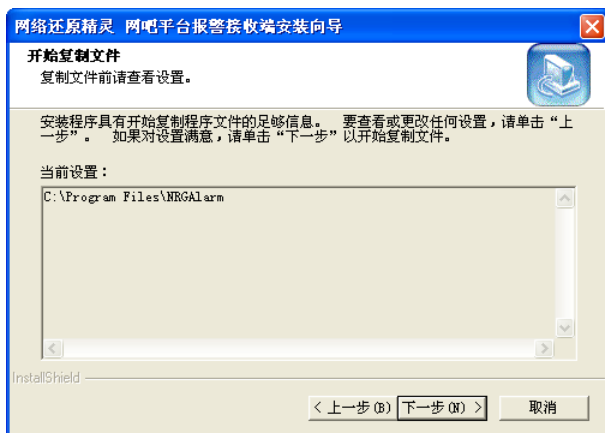 网络还原精灵 网吧平台报警接收端安装向导
开始复制文件
复制文件前请查看设置。
安装程序具有开始复制程序文件的足够信息。 要查看或更改任何设置，请单击“上
一步”。 如果对设置满意，请单击“下一步”以开始复制文件。
当前设置：
C:\Program Files\NRGAlarm
InstallShield
< 上一步(B) 下一步(N) > 取消